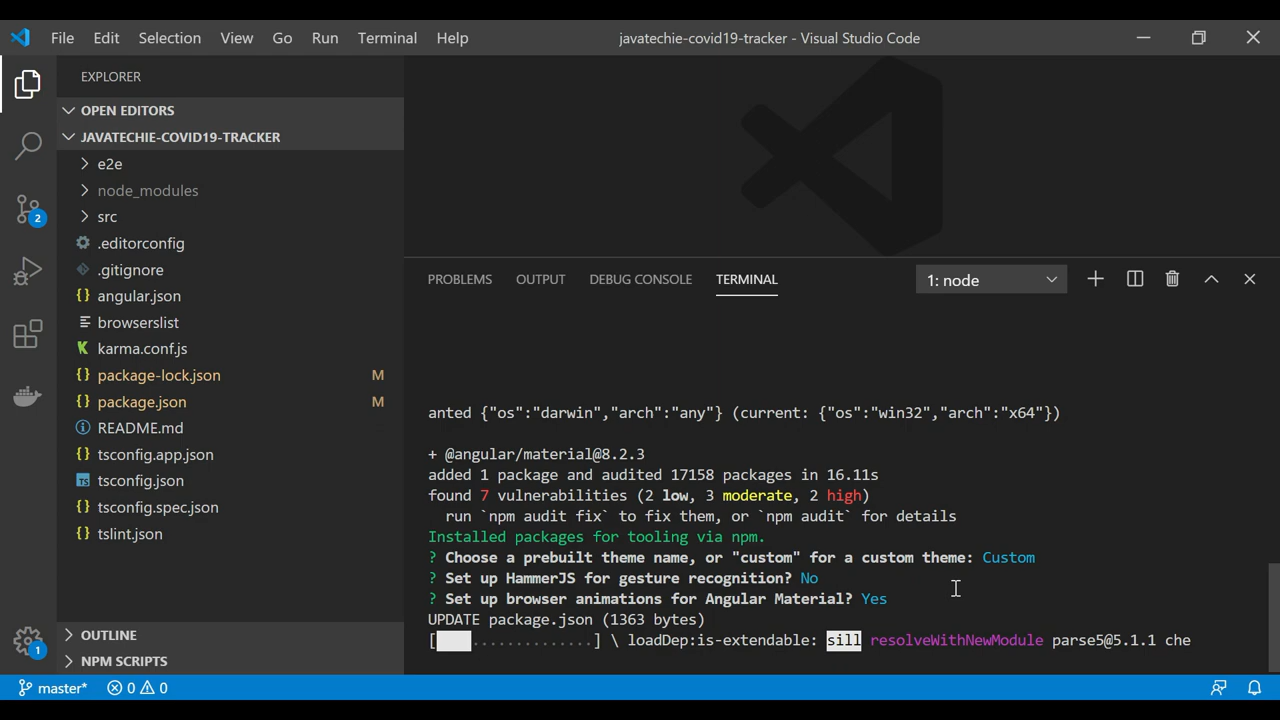 File Edit Selection View Go Run Terminal Help javatechie-covid19-tracker - Visual Studio Code
EXPLORER
OPEN EDITORS
JAVATECHIE-COVID19-TRACKER
e2e
node_modules
src
.editorconfig
.gitignore
angular.json
browserslist
karma.conf.js
package-lock.json M
package.json M
README.md
tsconfig.app.json
tsconfig.json
tsconfig.spec.json
tslint.json
OUTLINE
NPM SCRIPTS
2
1
PROBLEMS OUTPUT DEBUG CONSOLE TERMINAL 1: node
anted {"os":"darwin","arch":"any"} (current: {"os":"win32","arch":"x64"})
+ @angular/material@8.2.3
added 1 package and audited 17158 packages in 16.11s
found 7 vulnerabilities (2 low, 3 moderate, 2 high)
run `npm audit fix` to fix them, or `npm audit` for details
Installed packages for tooling via npm.
? Choose a prebuilt theme name, or "custom" for a custom theme: Custom
? Set up HammerJS for gesture recognition? No
? Set up browser animations for Angular Material? Yes
UPDATE package.json (1363 bytes)
[    ..............] \ loadDep:is-extendable: sill resolveWithNewModule parse5@5.1.1 che
master* 0 0